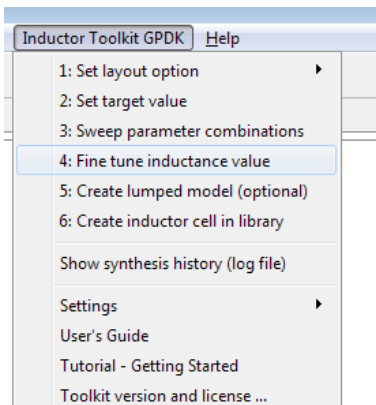 Inductor Toolkit GPDK Help
1: Set layout option
2: Set target value
3: Sweep parameter combinations
4: Fine tune inductance value
5: Create lumped model (optional)
6: Create inductor cell in library
Show synthesis history (log file)
Settings
User's Guide
Tutorial - Getting Started
Toolkit version and license ...